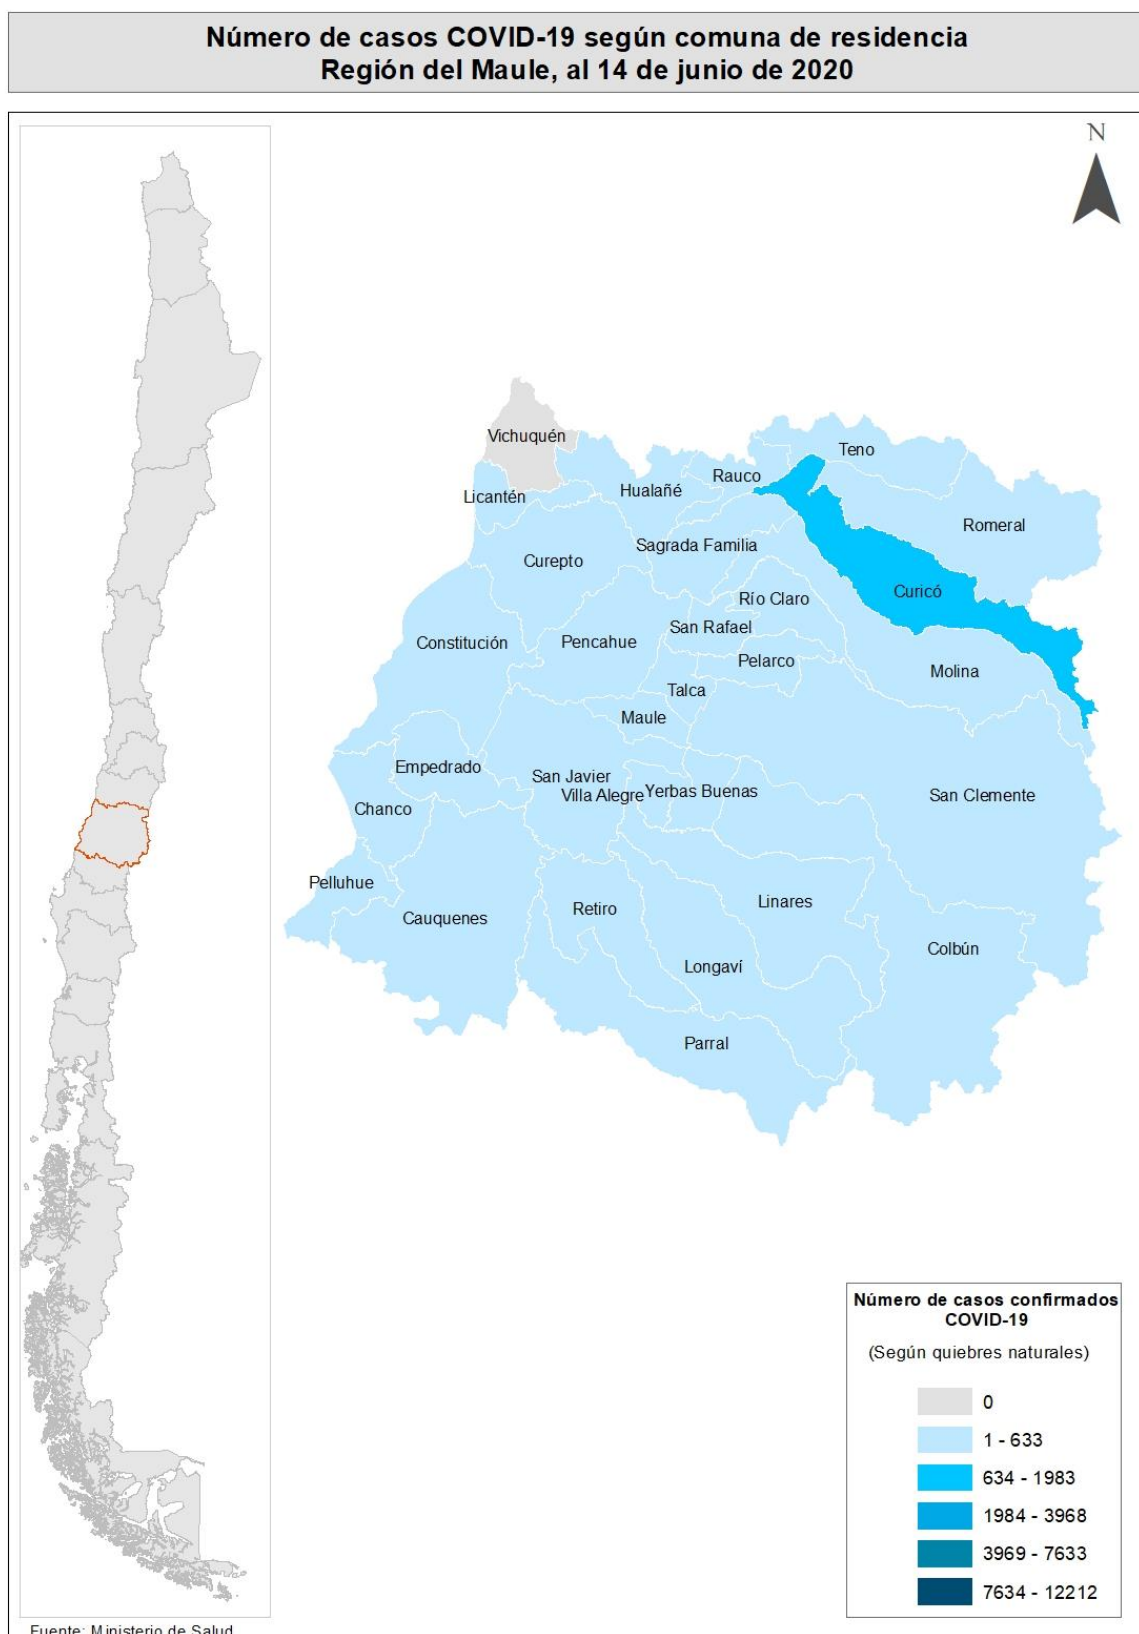 Número de casos COVID-19 según comuna de residencia
Región del Maule, al 14 de junio de 2020
N
Vichuquén
Teno
Rauco
Hualañé
Licantén
Romeral
Sagrada Familia
Curepto
Curicó
Río Claro
San Rafael
Constitución
Pencahue
Pelarco
Molina
Talca
Maule
Empedrado
San Javier
Villa Alegre
Yerbas Buenas
San Clemente
Chanco
Pelluhue
Cauquenes
Retiro
Linares
Colbún
Longaví
Parral
Número de casos confirmados
COVID-19
(Según quiebres naturales)
0
1 - 633
634 - 1983
1984 - 3968
3969 - 7633
7634 - 12212
Fuente: Ministerio de Salud